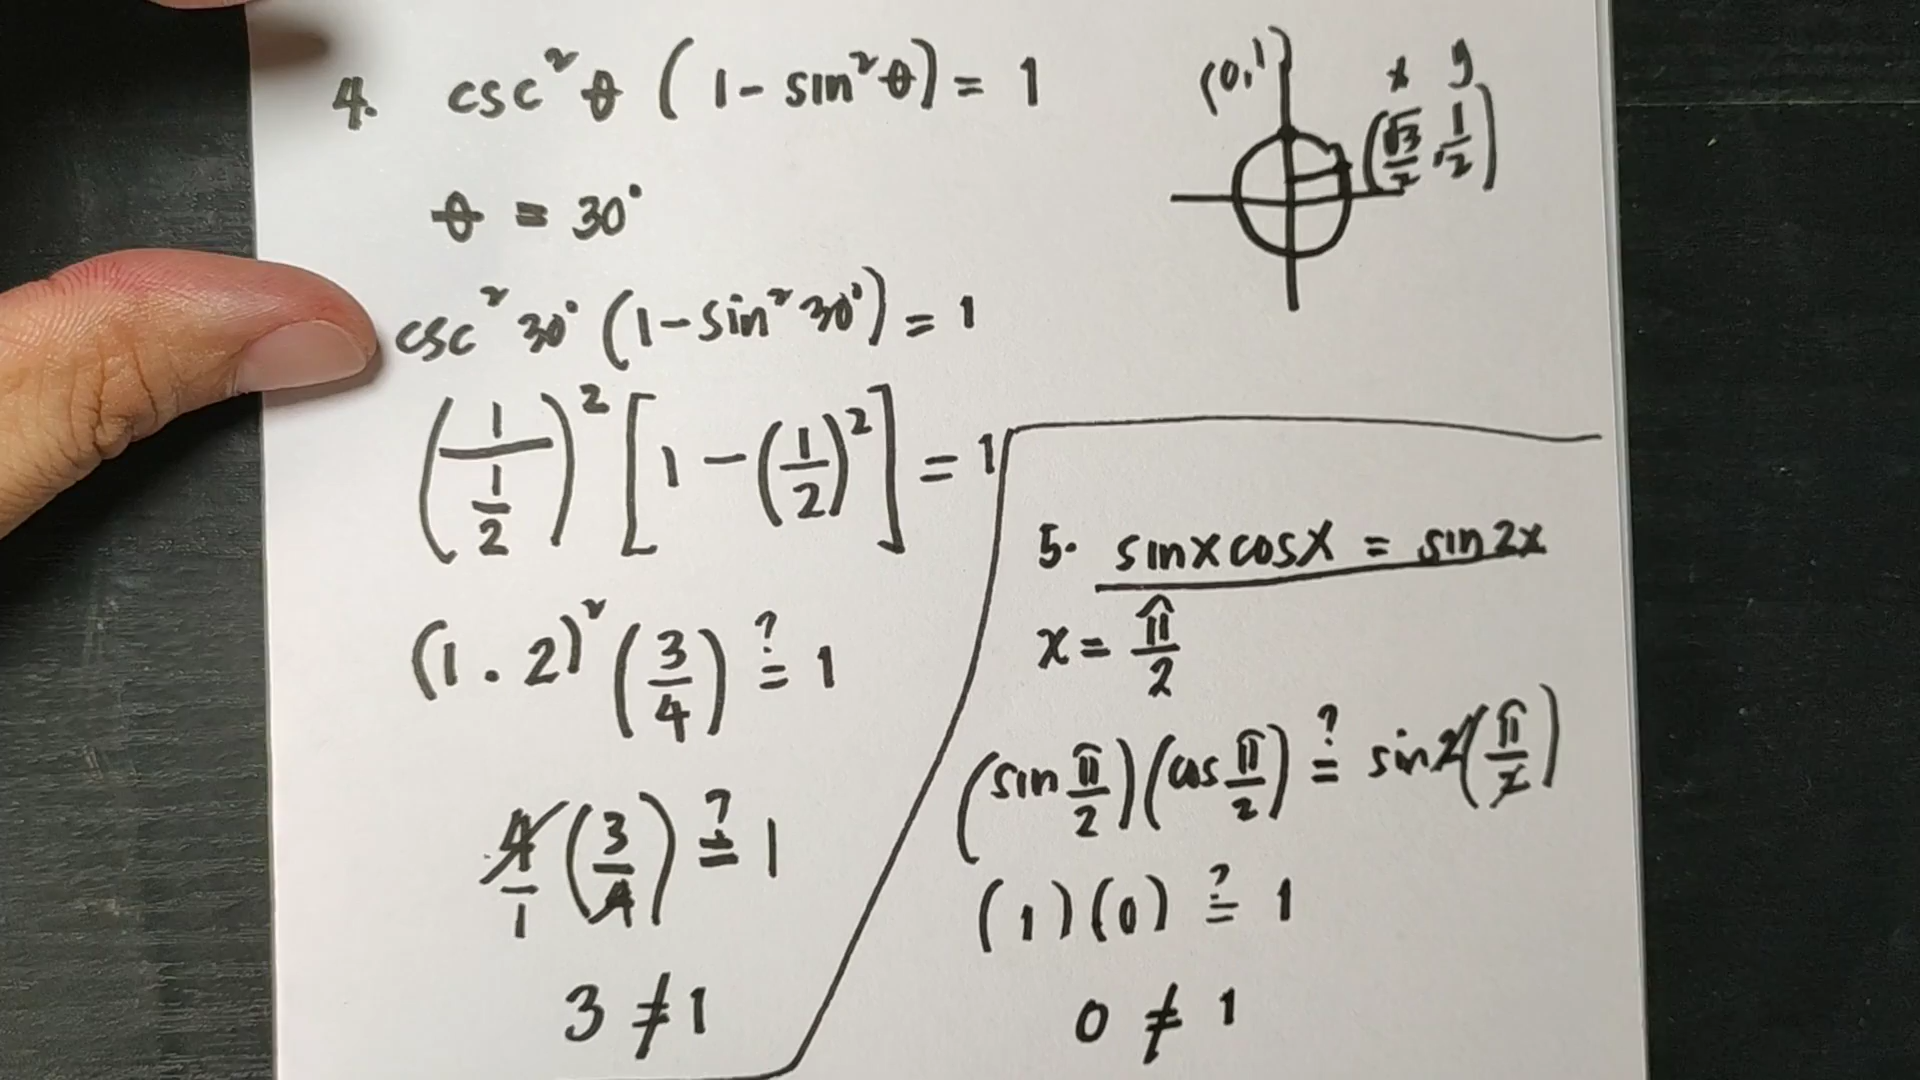 4. csc² θ (1 - sin² θ) = 1
θ = 30°
csc² 30° (1 - sin² 30°) = 1
(1/(1/2))² [1 - (1/2)²] = 1
(1 · 2)² (3/4) ≟ 1
4/1 (3/4) ≟ 1
3 ≠ 1
(0,1)
x y
(√3/2, 1/2)
5. sin x cos x = sin 2x
x = π/2
(sin π/2)(cos π/2) ≟ sin 2(π/2)
(1)(0) ≟ 1
0 ≠ 1